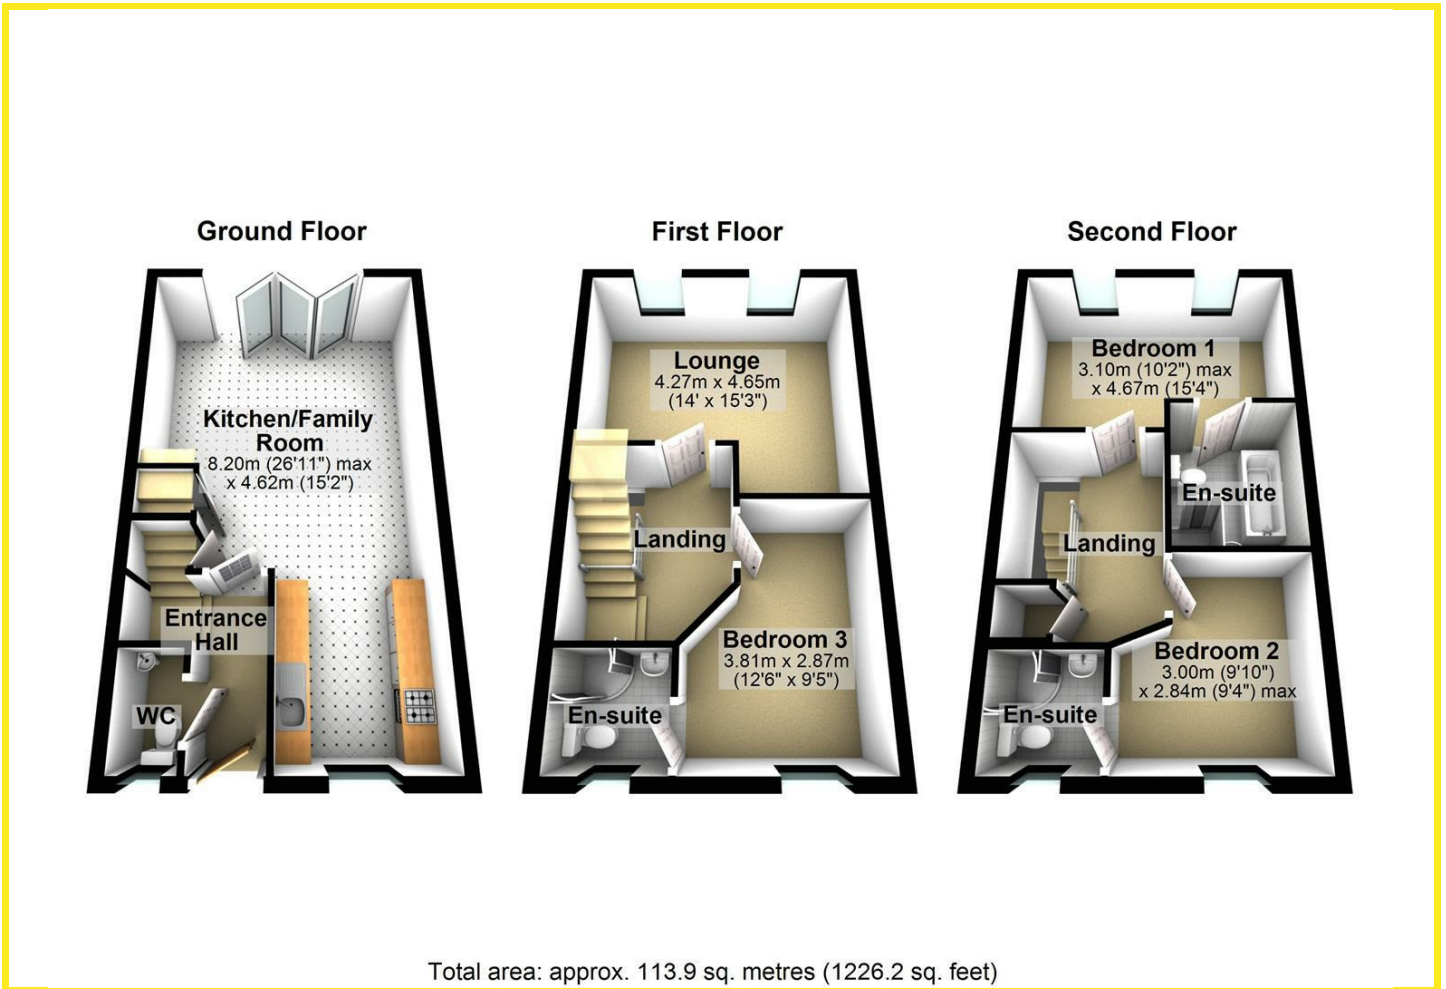 Ground Floor
Kitchen/Family
Room
8.20m (26'11") max
x 4.62m (15'2")
Entrance
Hall
WC
First Floor
Lounge
4.27m x 4.65m
(14' x 15'3")
Landing
Bedroom 3
3.81m x 2.87m
(12'6" x 9'5")
En-suite
Second Floor
Bedroom 1
3.10m (10'2") max
x 4.67m (15'4")
En-suite
Landing
Bedroom 2
3.00m (9'10")
x 2.84m (9'4") max
En-suite
Total area: approx. 113.9 sq. metres (1226.2 sq. feet)